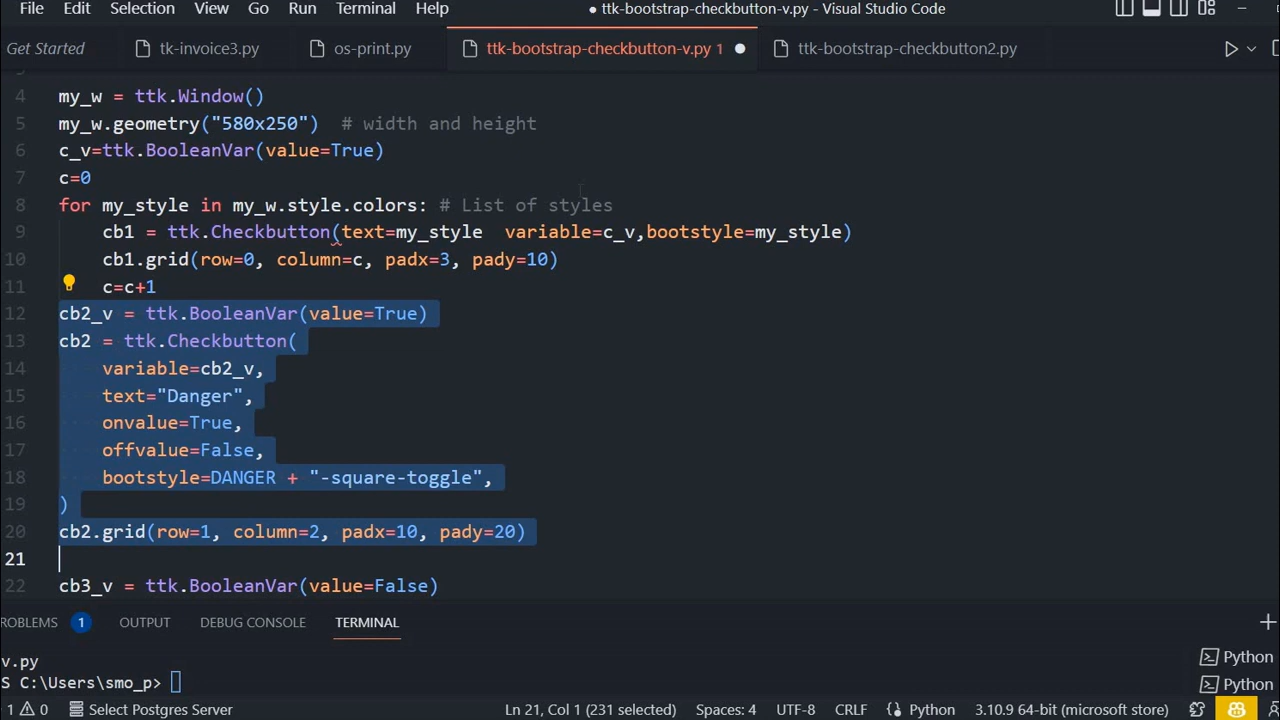 File Edit Selection View Go Run Terminal Help ● ttk-bootstrap-checkbutton-v.py - Visual Studio Code
Get Started tk-invoice3.py os-print.py ttk-bootstrap-checkbutton-v.py 1 ttk-bootstrap-checkbutton2.py
4 my_w = ttk.Window()
5 my_w.geometry("580x250")  # width and height
6 c_v=ttk.BooleanVar(value=True)
7 c=0
8 for my_style in my_w.style.colors: # List of styles
9     cb1 = ttk.Checkbutton(text=my_style  variable=c_v,bootstyle=my_style)
10     cb1.grid(row=0, column=c, padx=3, pady=10)
11     c=c+1
12 cb2_v = ttk.BooleanVar(value=True)
13 cb2 = ttk.Checkbutton(
14     variable=cb2_v,
15     text="Danger",
16     onvalue=True,
17     offvalue=False,
18     bootstyle=DANGER + "-square-toggle",
19 )
20 cb2.grid(row=1, column=2, padx=10, pady=20)
21
22 cb3_v = ttk.BooleanVar(value=False)
ROBLEMS 1 OUTPUT DEBUG CONSOLE TERMINAL
v.py
Python
S C:\Users\smo_p>
Python
1 0 Select Postgres Server Ln 21, Col 1 (231 selected) Spaces: 4 UTF-8 CRLF Python 3.10.9 64-bit (microsoft store)